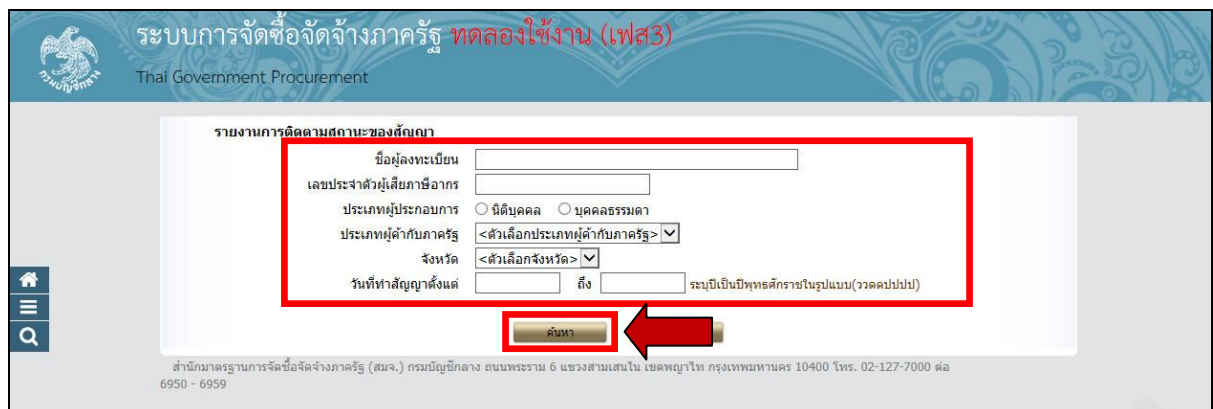 ระบบการจัดซื้อจัดจ้างภาครัฐ ทดลองใช้งาน (เฟส3)
Thai Government Procurement
กรมบัญชีกลาง
รายงานการติดตามสถานะของสัญญา
ชื่อผู้ลงทะเบียน
เลขประจำตัวผู้เสียภาษีอากร
ประเภทผู้ประกอบการ นิติบุคคล บุคคลธรรมดา
ประเภทผู้ค้ากับภาครัฐ <ตัวเลือกประเภทผู้ค้ากับภาครัฐ>
จังหวัด <ตัวเลือกจังหวัด>
วันที่ทำสัญญาตั้งแต่ ถึง ระบุปีเป็นปีพุทธศักราชในรูปแบบ(ววดดปปปป)
ค้นหา
สำนักมาตรฐานการจัดซื้อจัดจ้างภาครัฐ (สมจ.) กรมบัญชีกลาง ถนนพระราม 6 แขวงสามเสนใน เขตพญาไท กรุงเทพมหานคร 10400 โทร. 02-127-7000 ต่อ
6950 - 6959